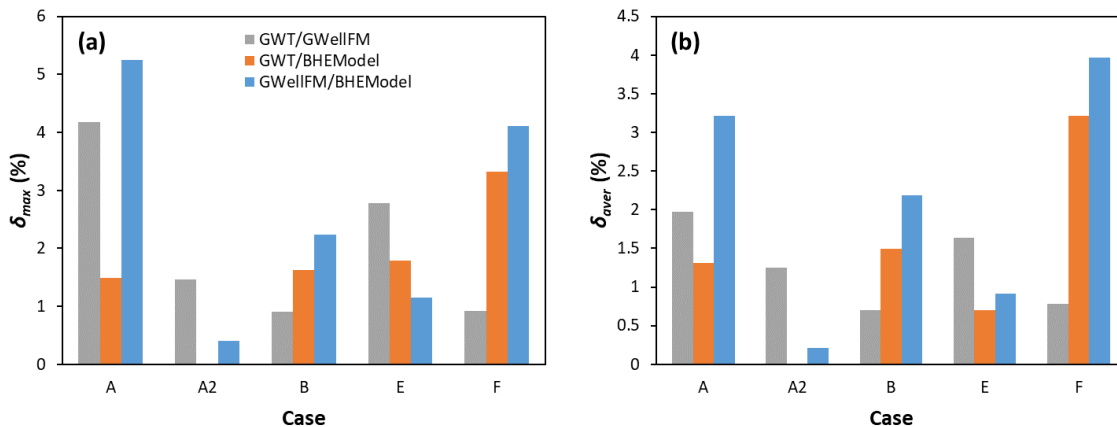 (a)
GWT/GWellFM
GWT/BHEModel
GWellFM/BHEModel
δmax (%)
6
5
4
3
2
1
0
A A2 B E F
Case
(b)
δaver (%)
4.5
4
3.5
3
2.5
2
1.5
1
0.5
0
A A2 B E F
Case